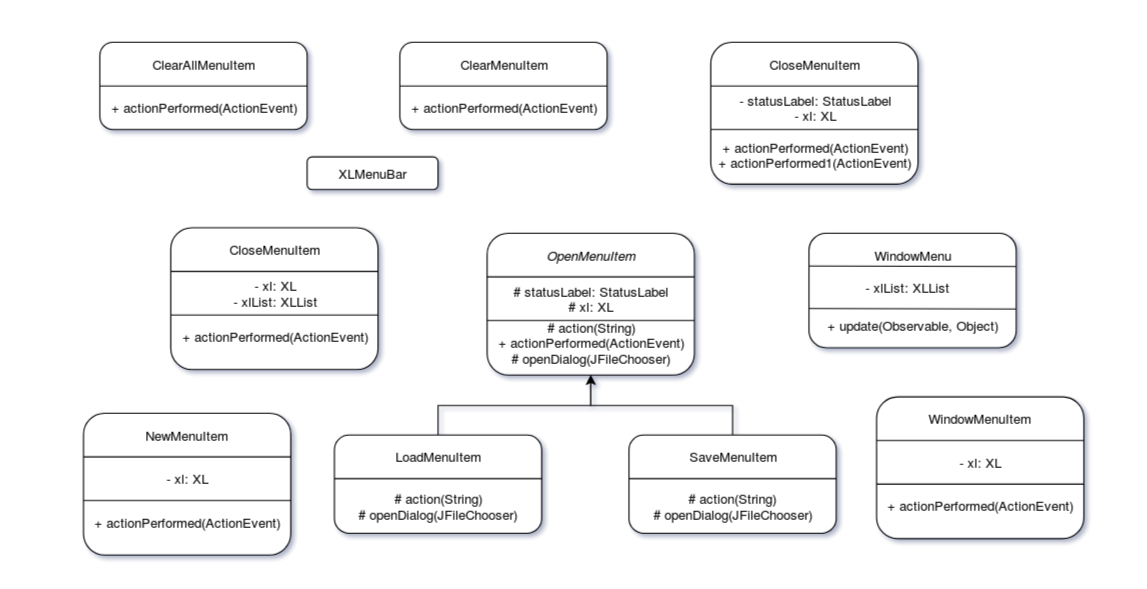 ClearAllMenuItem
+ actionPerformed(ActionEvent)
ClearMenuItem
+ actionPerformed(ActionEvent)
CloseMenuItem
- statusLabel: StatusLabel
- xl: XL
+ actionPerformed(ActionEvent)
+ actionPerformed1(ActionEvent)
XLMenuBar
CloseMenuItem
- xl: XL
- xlList: XLList
+ actionPerformed(ActionEvent)
OpenMenuItem
# statusLabel: StatusLabel
# xl: XL
# action(String)
+ actionPerformed(ActionEvent)
# openDialog(JFileChooser)
WindowMenu
- xlList: XLList
+ update(Observable, Object)
NewMenuItem
- xl: XL
+ actionPerformed(ActionEvent)
LoadMenuItem
# action(String)
# openDialog(JFileChooser)
SaveMenuItem
# action(String)
# openDialog(JFileChooser)
WindowMenuItem
- xl: XL
+ actionPerformed(ActionEvent)